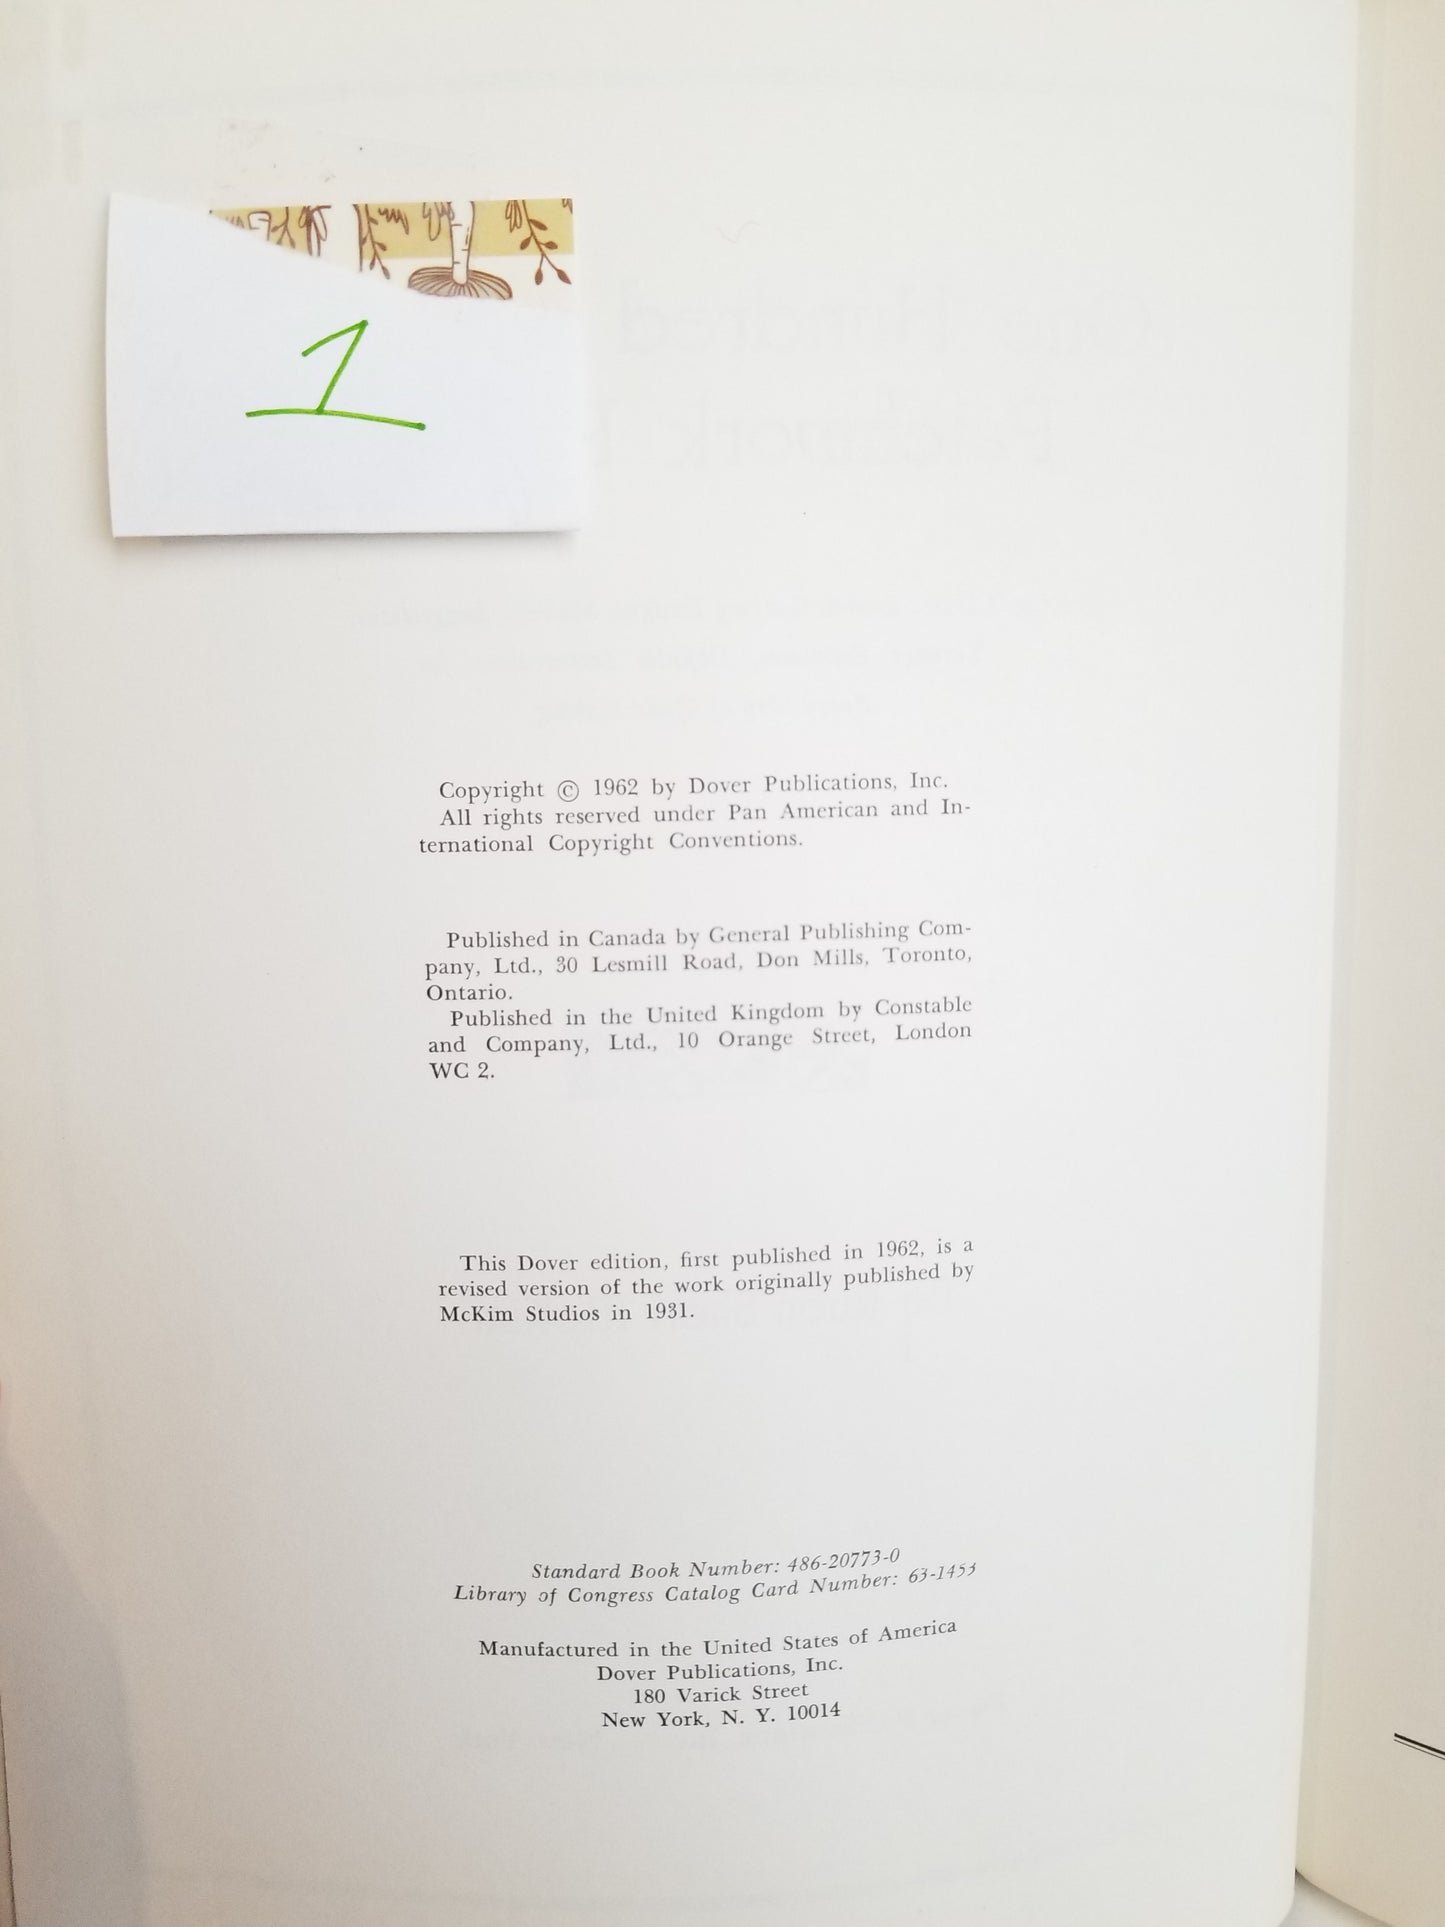 1
Copyright © 1962 by Dover Publications, Inc.
All rights reserved under Pan American and In-
ternational Copyright Conventions.
Published in Canada by General Publishing Com-
pany, Ltd., 30 Lesmill Road, Don Mills, Toronto,
Ontario.
Published in the United Kingdom by Constable
and Company, Ltd., 10 Orange Street, London
WC 2.
This Dover edition, first published in 1962, is a
revised version of the work originally published by
McKim Studios in 1931.
Standard Book Number: 486-20773-0
Library of Congress Catalog Card Number: 63-1453
Manufactured in the United States of America
Dover Publications, Inc.
180 Varick Street
New York, N. Y. 10014